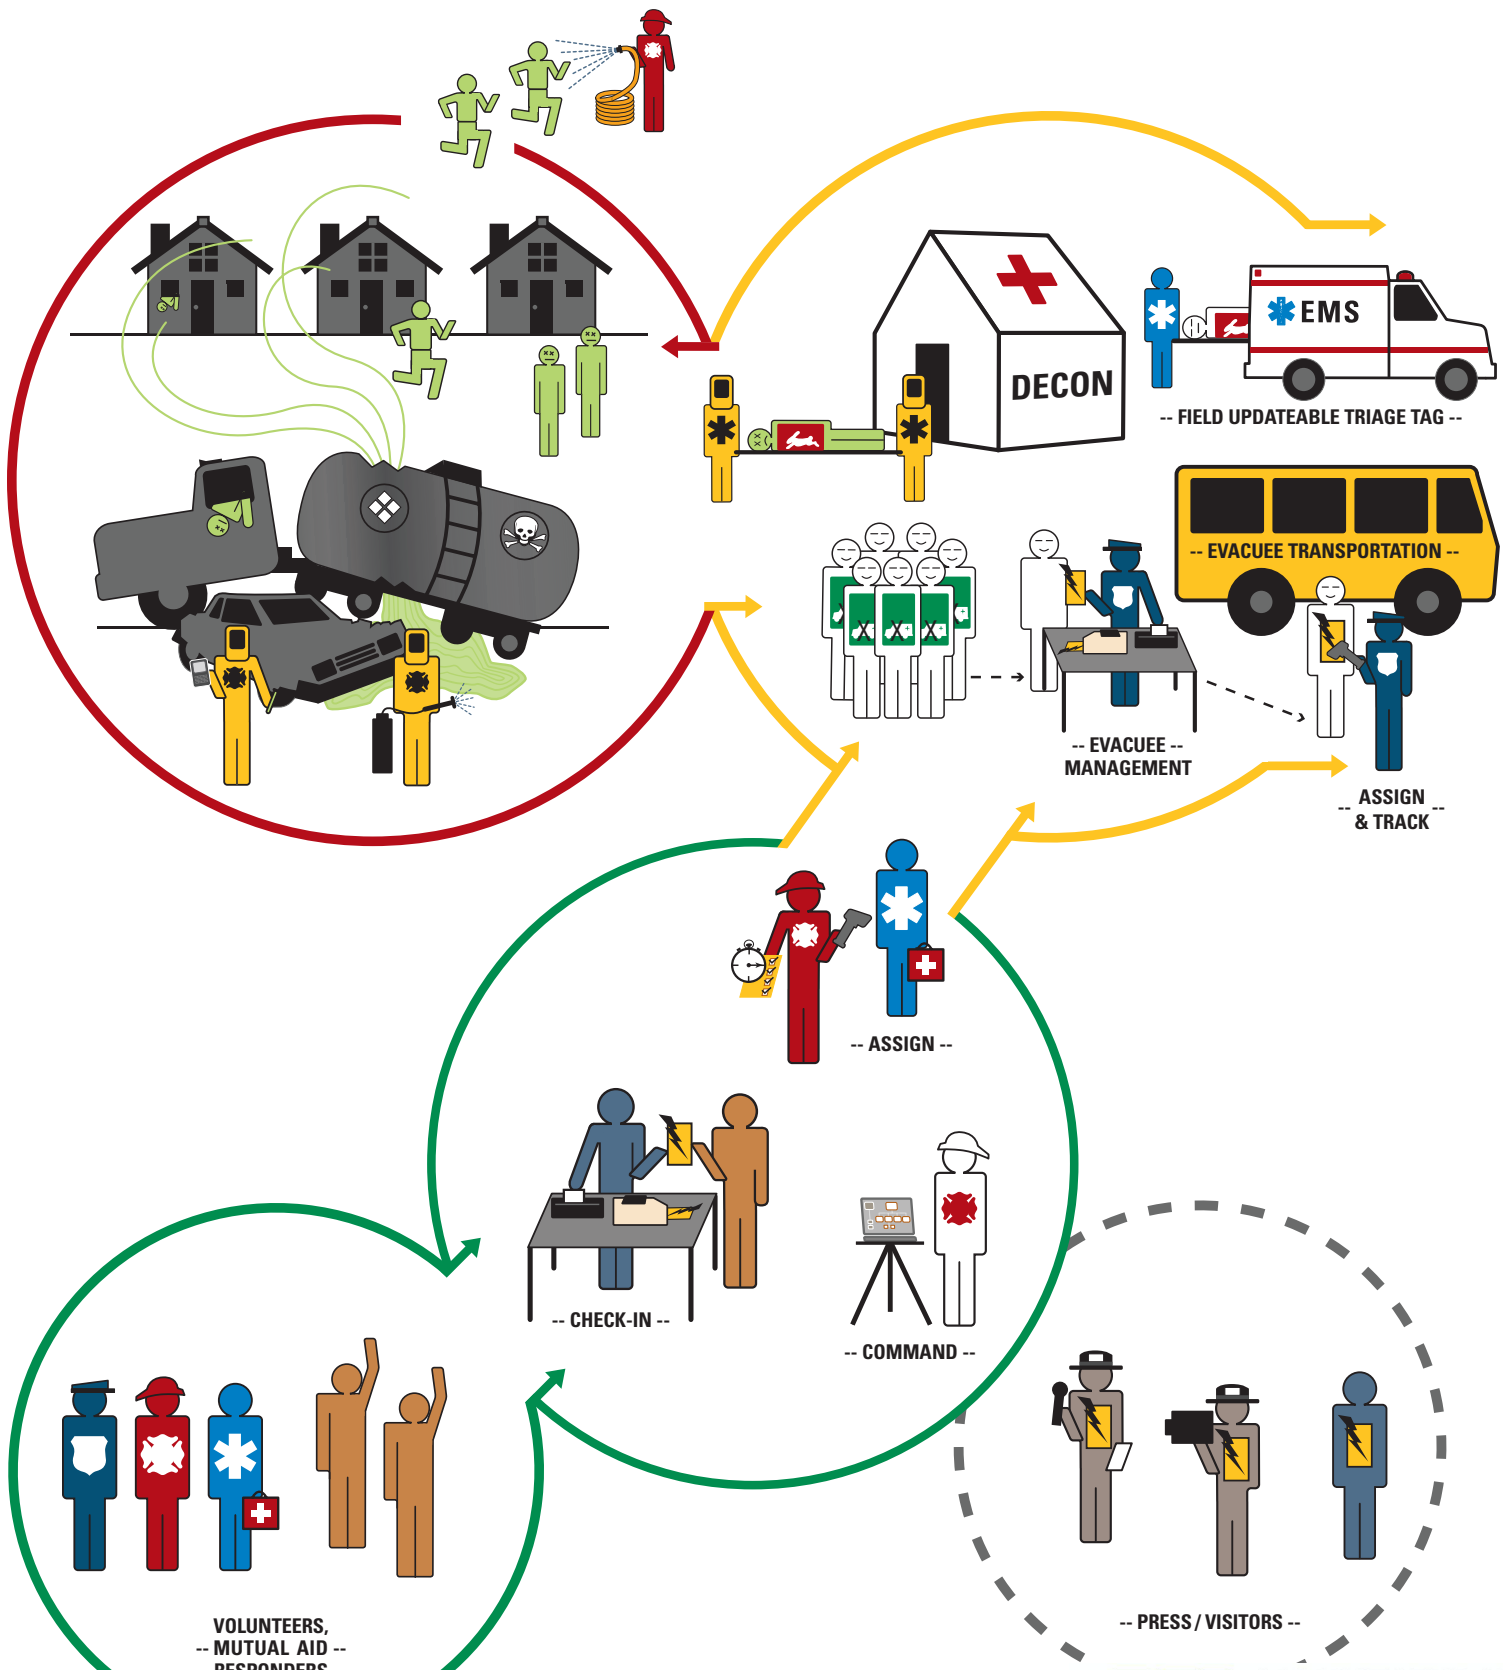 EMS
DECON
-- FIELD UPDATEABLE TRIAGE TAG --
-- EVACUEE TRANSPORTATION --
-- EVACUEE --
MANAGEMENT
ASSIGN
-- & TRACK --
-- ASSIGN --
-- CHECK-IN --
-- COMMAND --
VOLUNTEERS,
-- MUTUAL AID --
RESPONDERS
-- PRESS / VISITORS --